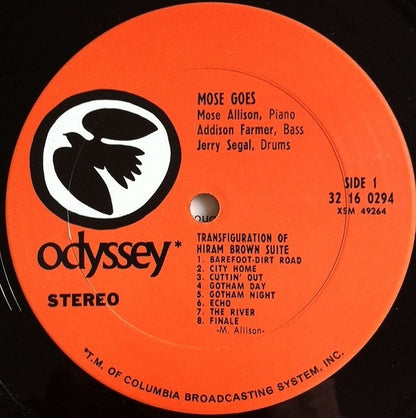 MOSE GOES
Mose Allison, Piano
Addison Farmer, Bass
Jerry Segal, Drums
SIDE 1
32 16 0294
XSM 49264
odyssey*
STEREO
TRANSFIGURATION OF
HIRAM BROWN SUITE
1. BAREFOOT-DIRT ROAD
2. CITY HOME
3. CUTTIN' OUT
4. GOTHAM DAY
5. GOTHAM NIGHT
6. ECHO
7. THE RIVER
8. FINALE
-M. Allison-
*T.M. OF COLUMBIA BROADCASTING SYSTEM, INC.